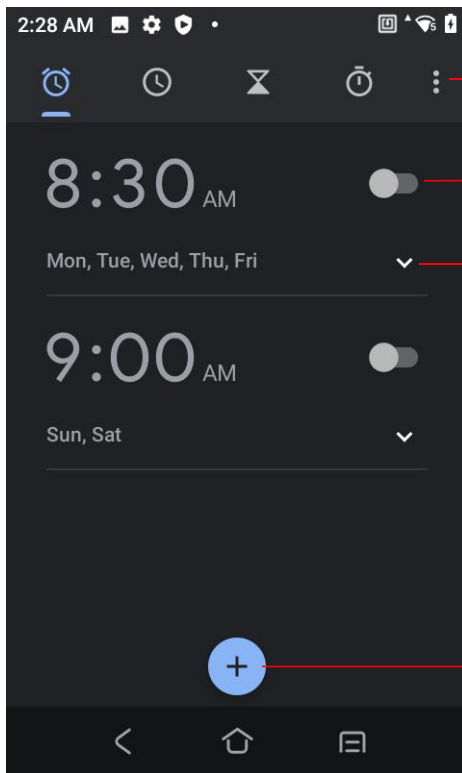 2:28 AM
8:30 AM
Mon, Tue, Wed, Thu, Fri
9:00 AM
Sun, Sat